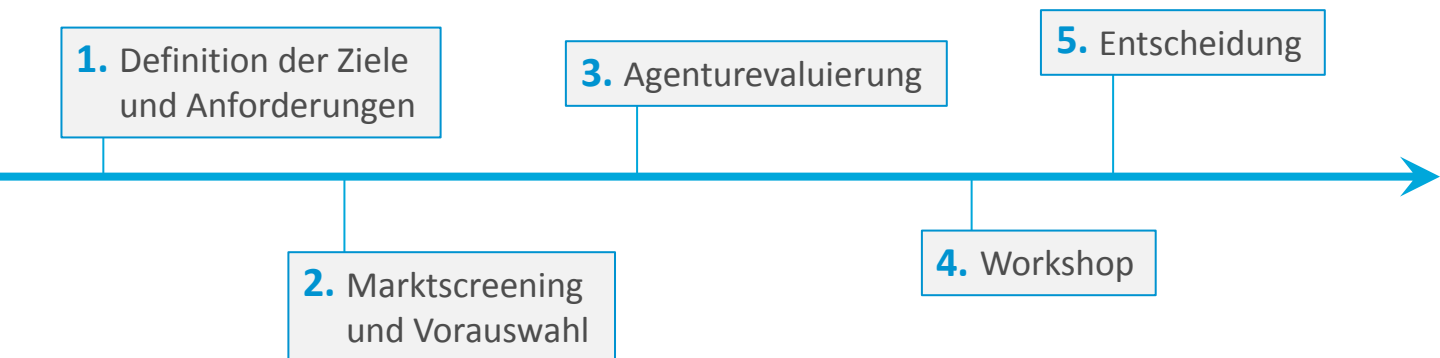 1. Definition der Ziele
und Anforderungen
2. Marktscreening
und Vorauswahl
3. Agenturevaluierung
4. Workshop
5. Entscheidung